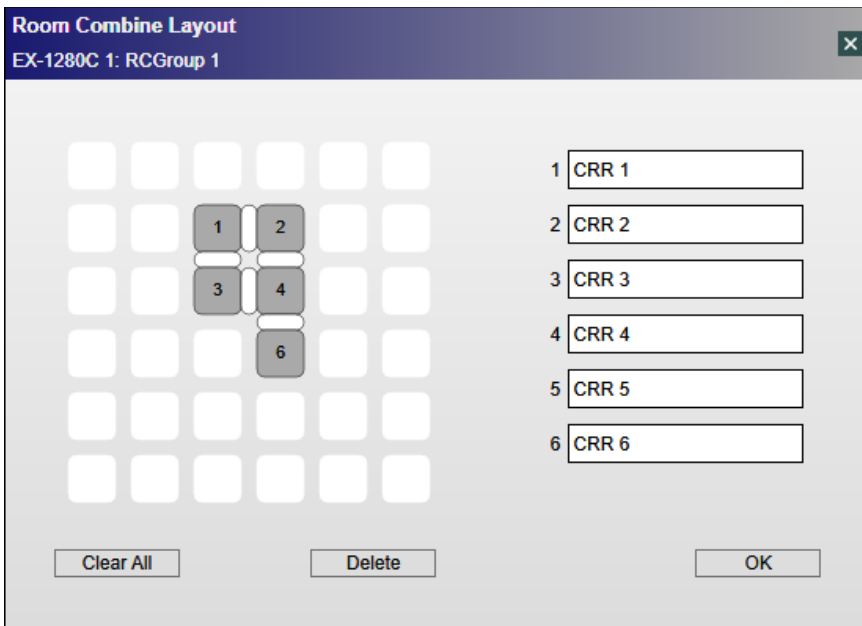 Room Combine Layout
EX-1280C 1: RCGroup 1
1 CRR 1
1 2
2 CRR 2
3 4
3 CRR 3
4 CRR 4
6
5 CRR 5
6 CRR 6
Clear All Delete OK